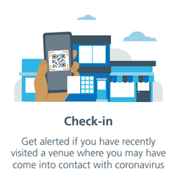 Check-in
Get alerted if you have recently
visited a venue where you may have
come into contact with coronavirus